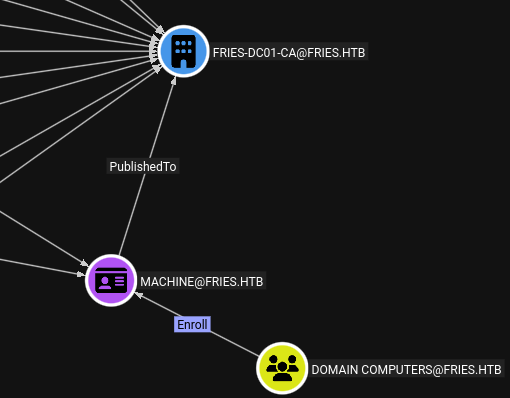 FRIES-DC01-CA@FRIES.HTB
PublishedTo
MACHINE@FRIES.HTB
Enroll
DOMAIN COMPUTERS@FRIES.HTB